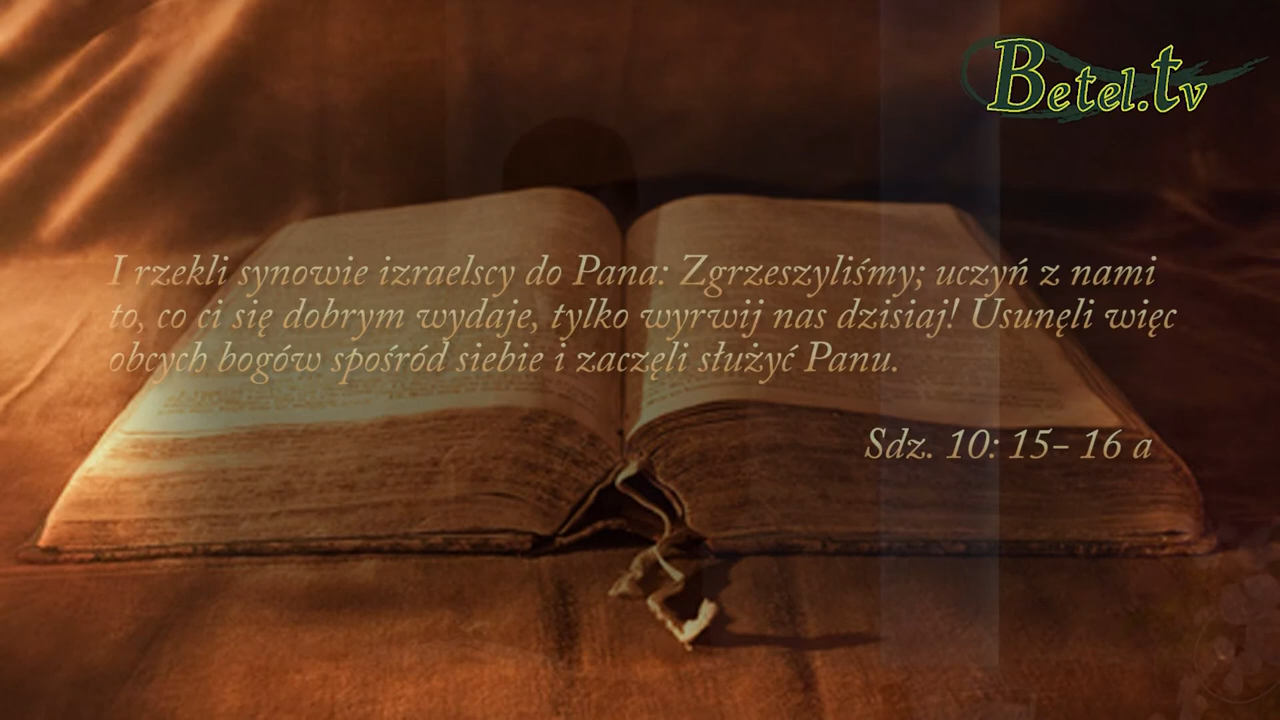 Betel.tv
I rzekli synowie izraelscy do Pana: Zgrzeszyliśmy; uczyń z nami
to, co ci się dobrym wydaje, tylko wyrwij nas dzisiaj! Usunęli więc
obcych bogów spośród siebie i zaczęli służyć Panu.
Sdz. 10: 15- 16 a